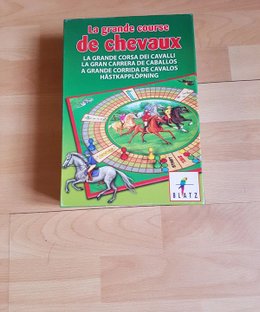 La grande course
de chevaux
LA GRANDE CORSA DEI CAVALLI
LA GRAN CARRERA DE CABALLOS
A GRANDE CORRIDA DE CAVALOS
HÄSTKAPPLÖPNING
BLATZ